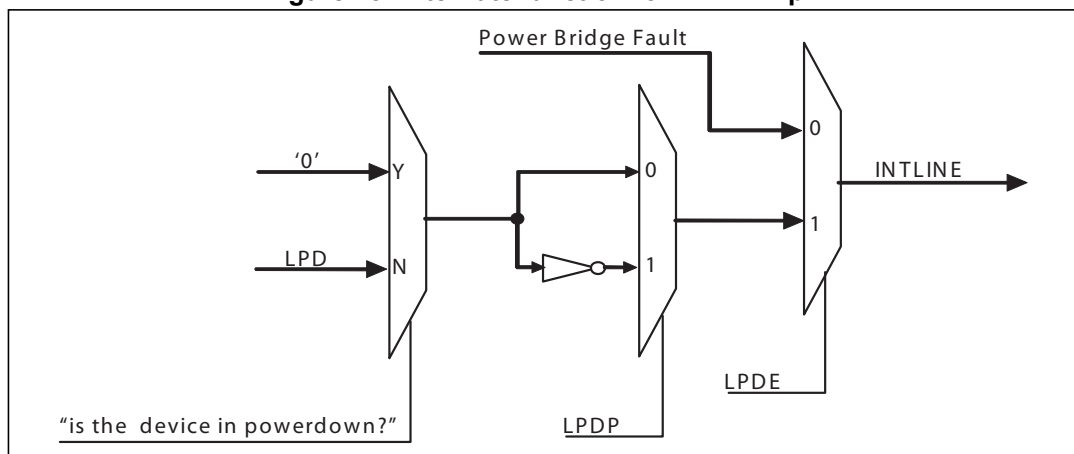 Power Bridge Fault
0
'0'
Y
0
INTLINE
1
LPD
N
1
LPDE
"is the device in powerdown?"
LPDP